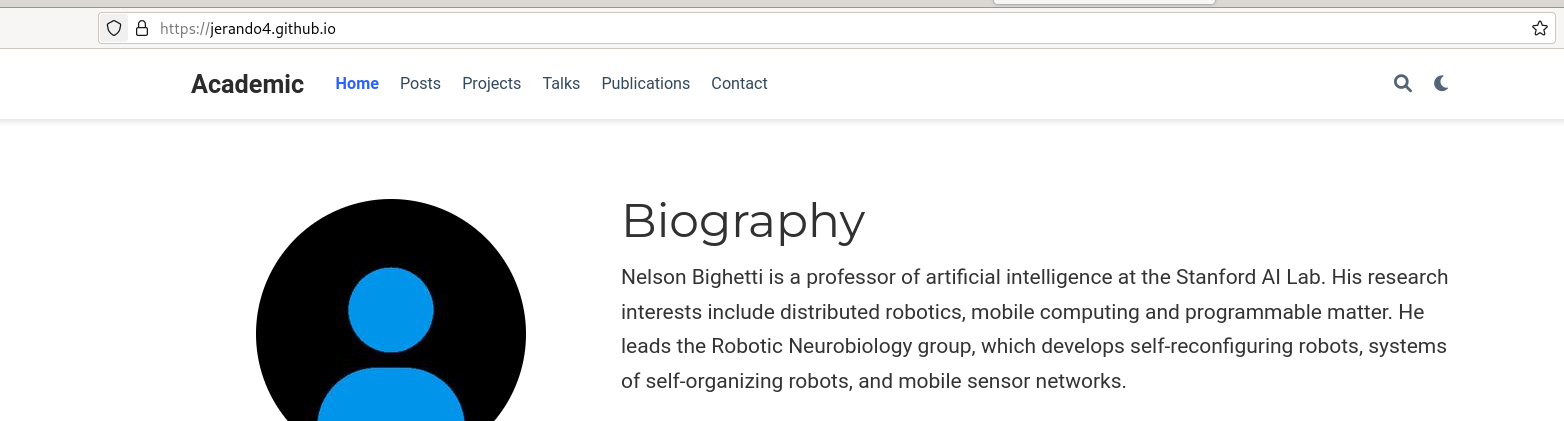 https://jerando4.github.io
Academic Home Posts Projects Talks Publications Contact
Biography
Nelson Bighetti is a professor of artificial intelligence at the Stanford AI Lab. His research
interests include distributed robotics, mobile computing and programmable matter. He
leads the Robotic Neurobiology group, which develops self-reconfiguring robots, systems
of self-organizing robots, and mobile sensor networks.